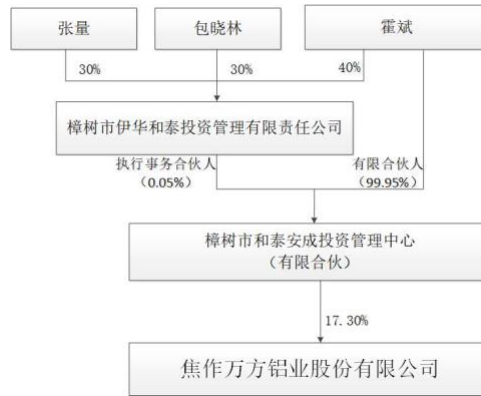 张量
包晓林
霍斌
30%
30%
40%
樟树市伊华和泰投资管理有限责任公司
执行事务合伙人
（0.05%）
有限合伙人
（99.95%）
樟树市和泰安成投资管理中心
（有限合伙）
17.30%
焦作万方铝业股份有限公司